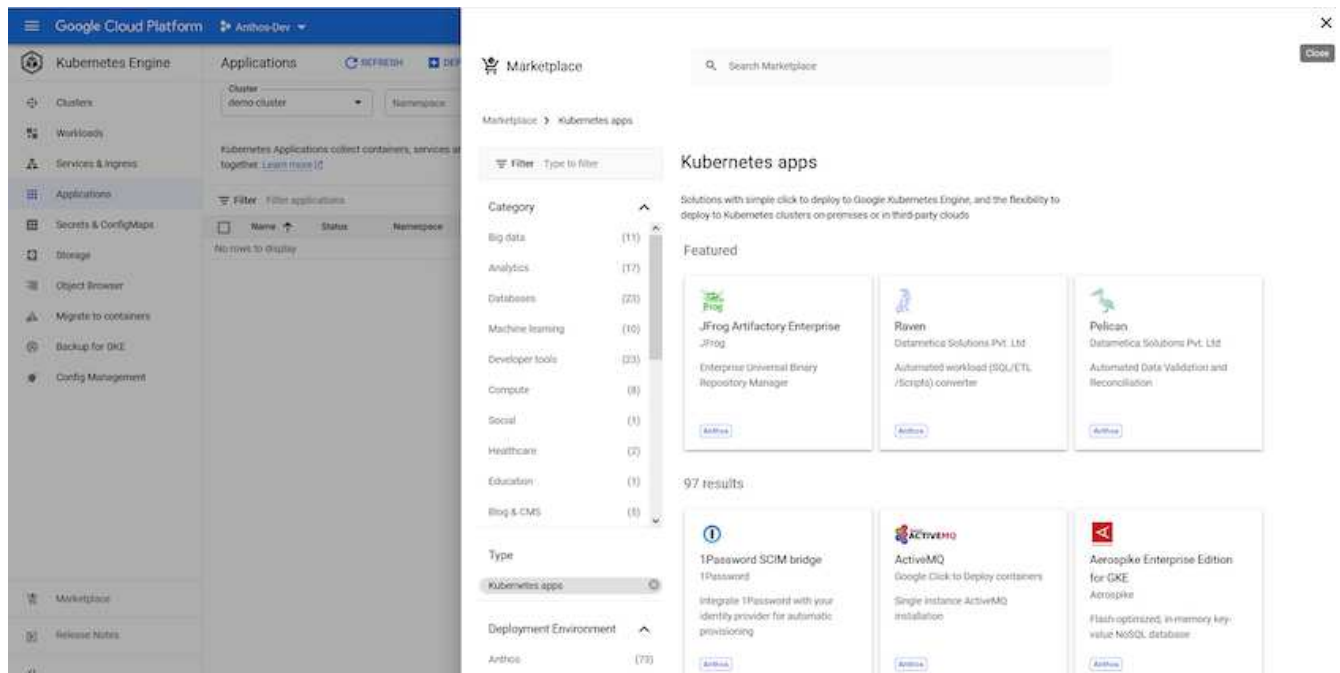 Google Cloud Platform
Anthos-Dev
Kubernetes Engine
Clusters
Workloads
Services & Ingress
Applications
Secrets & ConfigMaps
Storage
Object Browser
Migrate to containers
Backup for GKE
Config Management
Marketplace
Release Notes
Applications
REFRESH
DEP
Cluster
demo-cluster
Namespace
Kubernetes Applications collect containers, services an
together. Learn more
Filter Filter applications
Name Status Namespace
No rows to display
Close
Marketplace
Search Marketplace
Marketplace > Kubernetes apps
Filter Type to filter
Category
Big data (11)
Analytics (17)
Databases (23)
Machine learning (10)
Developer tools (23)
Compute (8)
Social (1)
Healthcare (2)
Education (1)
Blog & CMS (5)
Type
Kubernetes apps
Deployment Environment
Anthos (73)
Kubernetes apps
Solutions with simple click to deploy to Google Kubernetes Engine, and the flexibility to
deploy to Kubernetes clusters on-premises or in third-party clouds
Featured
JFrog Artifactory Enterprise
JFrog
Enterprise Universal Binary
Repository Manager
Anthos
Raven
Datametica Solutions Pvt. Ltd
Automated workload (SQL/ETL
/Scripts) converter
Anthos
Pelican
Datametica Solutions Pvt. Ltd
Automated Data Validation and
Reconciliation
Anthos
97 results
1Password SCIM bridge
1Password
Integrate 1Password with your
identity provider for automatic
provisioning
Anthos
ACTIVEMQ
ActiveMQ
Google Click to Deploy containers
Single instance ActiveMQ
installation
Anthos
Aerospike Enterprise Edition
for GKE
Aerospike
Flash-optimized, in-memory key-
value NoSQL database
Anthos